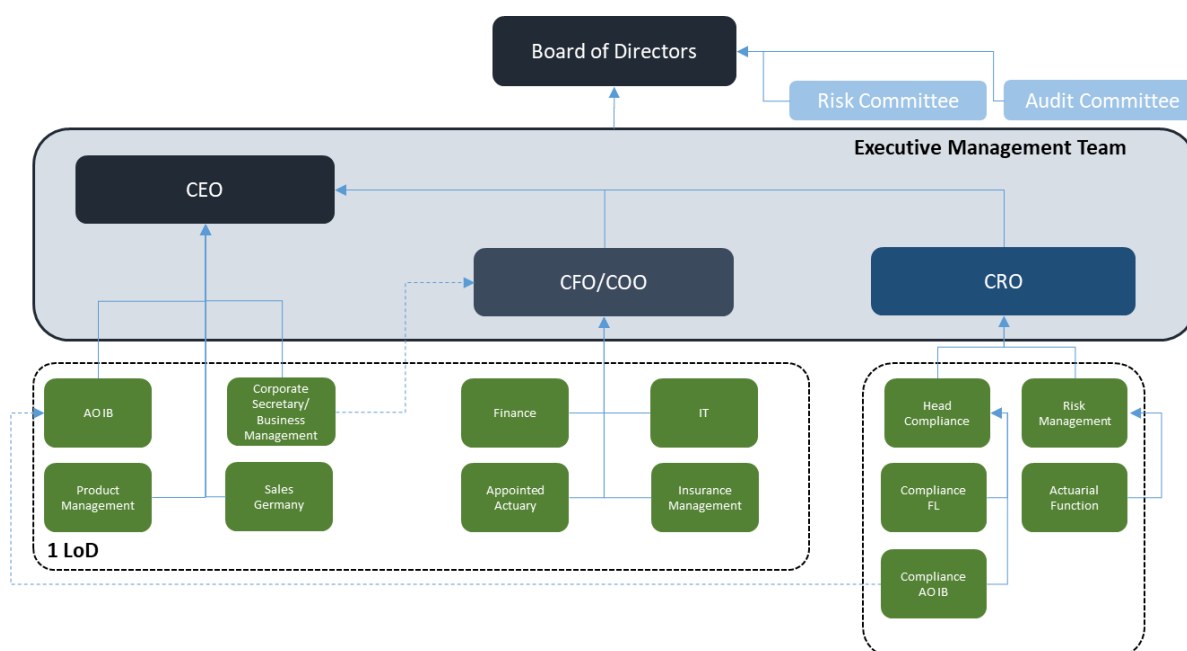 Board of Directors
Risk Committee
Audit Committee
Executive Management Team
CEO
CFO/COO
CRO
AO IB
Corporate
Secretary/
Business
Management
Finance
IT
Head
Compliance
Risk
Management
Product
Management
Sales
Germany
Appointed
Actuary
Insurance
Management
Compliance
FL
Actuarial
Function
1 LoD
Compliance
AO IB